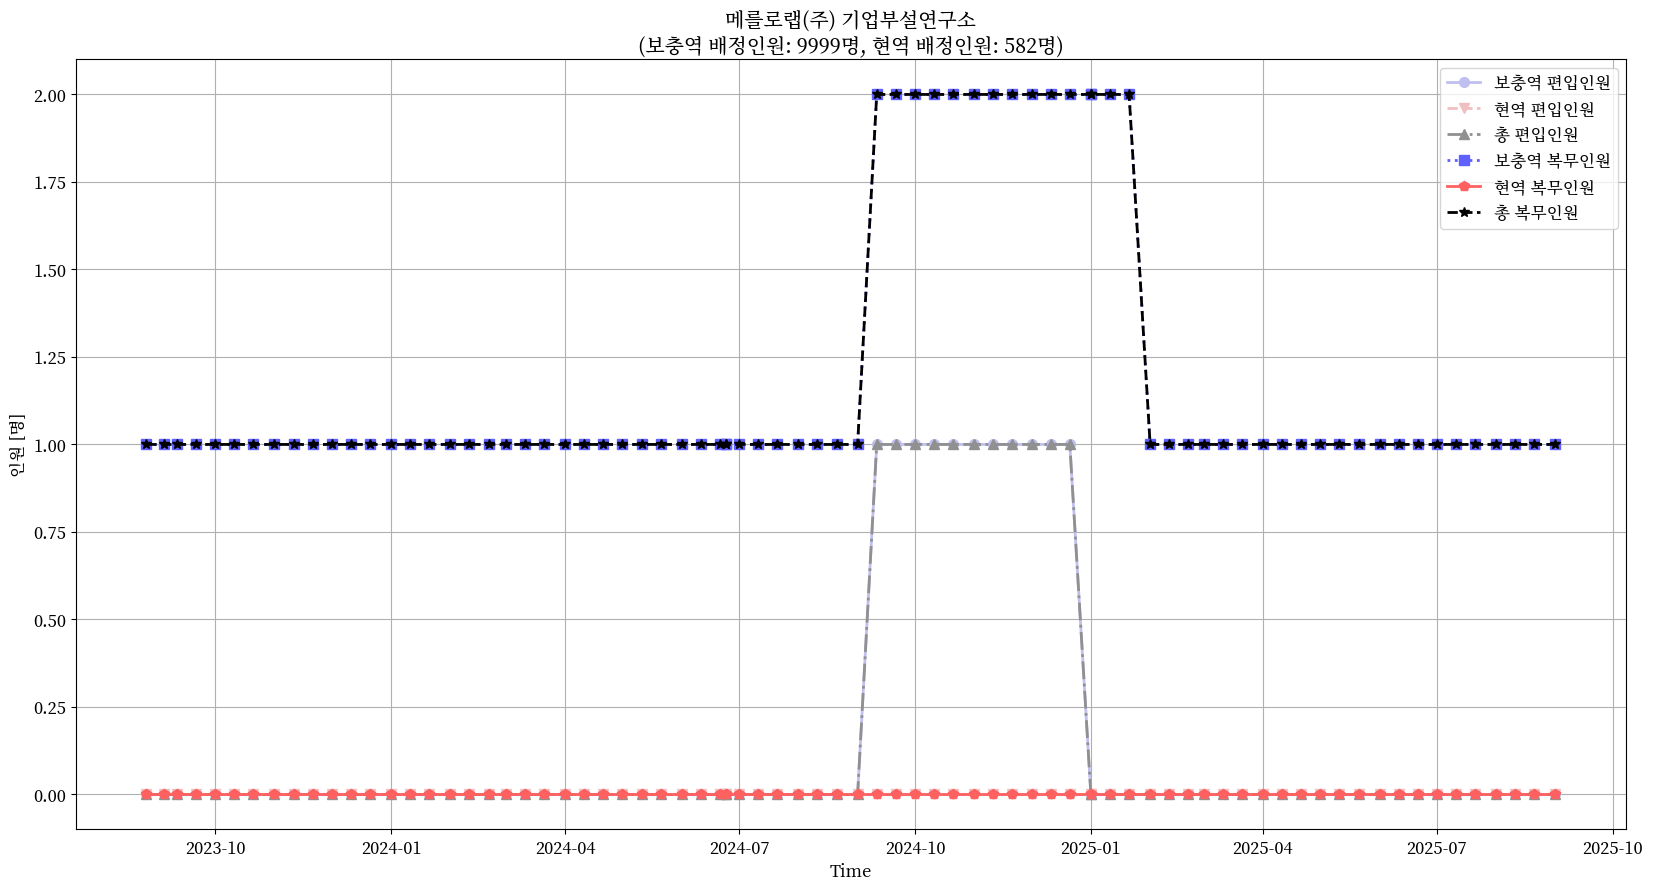 메를로랩(주) 기업부설연구소
(보충역 배정인원: 9999명, 현역 배정인원: 582명)
보충역 편입인원
현역 편입인원
총 편입인원
보충역 복무인원
현역 복무인원
총 복무인원
인원 [명]
2.00
1.75
1.50
1.25
1.00
0.75
0.50
0.25
0.00
2023-10
2024-01
2024-04
2024-07
2024-10
2025-01
2025-04
2025-07
2025-10
Time